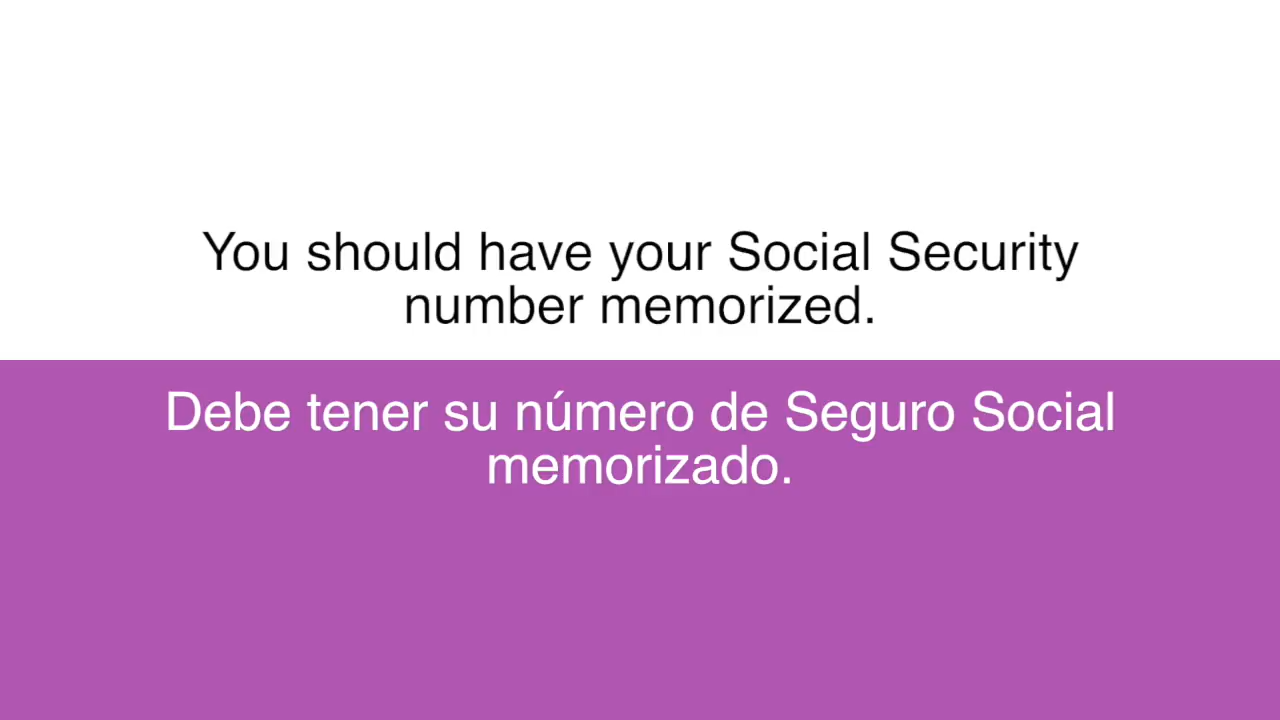 You should have your Social Security
number memorized.
Debe tener su número de Seguro Social
memorizado.